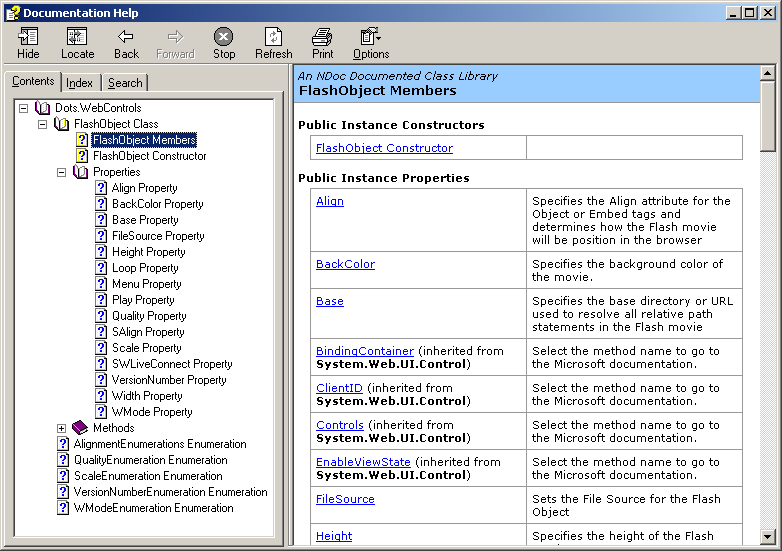 Documentation Help
Hide
Locate
Back
Forward
Stop
Refresh
Print
Options
Contents
Index
Search
Dots.WebControls
FlashObject Class
FlashObject Members
FlashObject Constructor
Properties
Align Property
BackColor Property
Base Property
FileSource Property
Height Property
Loop Property
Menu Property
Play Property
Quality Property
SAlign Property
Scale Property
SWLiveConnect Property
VersionNumber Property
Width Property
WMode Property
Methods
AlignmentEnumerations Enumeration
QualityEnumeration Enumeration
ScaleEnumeration Enumeration
VersionNumberEnumeration Enumeration
WModeEnumeration Enumeration
An NDoc Documented Class Library
FlashObject Members
Public Instance Constructors
FlashObject Constructor
Public Instance Properties
Align
Specifies the Align attribute for the
Object or Embed tags and
determines how the Flash movie
will be position in the browser
BackColor
Specifies the background color of
the movie.
Base
Specifies the base directory or URL
used to resolve all relative path
statements in the Flash movie
BindingContainer (inherited from
System.Web.UI.Control)
Select the method name to go to
the Microsoft documentation.
ClientID (inherited from
System.Web.UI.Control)
Select the method name to go to
the Microsoft documentation.
Controls (inherited from
System.Web.UI.Control)
Select the method name to go to
the Microsoft documentation.
EnableViewState (inherited from
System.Web.UI.Control)
Select the method name to go to
the Microsoft documentation.
FileSource
Sets the File Source for the Flash
Object
Height
Specifies the height of the Flash